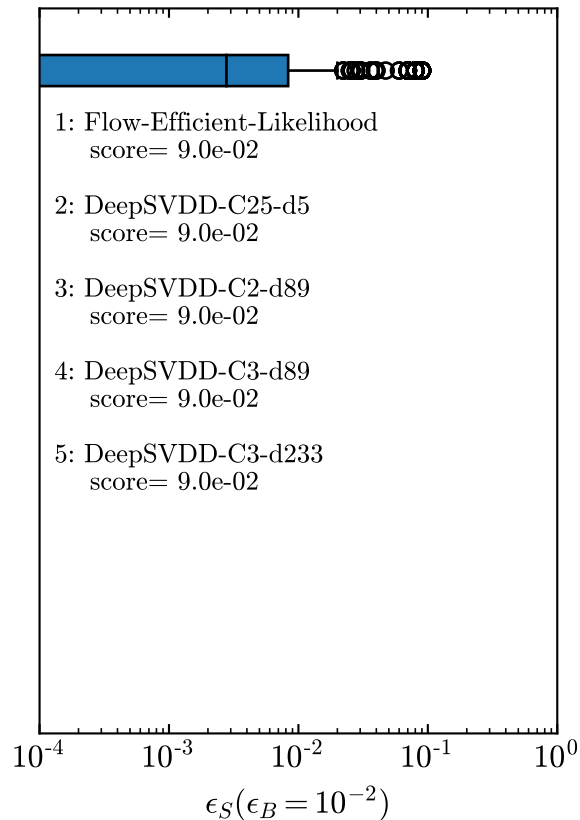 1: Flow-Efficient-Likelihood
score= 9.0e-02
2: DeepSVDD-C25-d5
score= 9.0e-02
3: DeepSVDD-C2-d89
score= 9.0e-02
4: DeepSVDD-C3-d89
score= 9.0e-02
5: DeepSVDD-C3-d233
score= 9.0e-02
10⁻⁴ 10⁻³ 10⁻² 10⁻¹ 10⁰
ϵ_S(ϵ_B = 10⁻²)